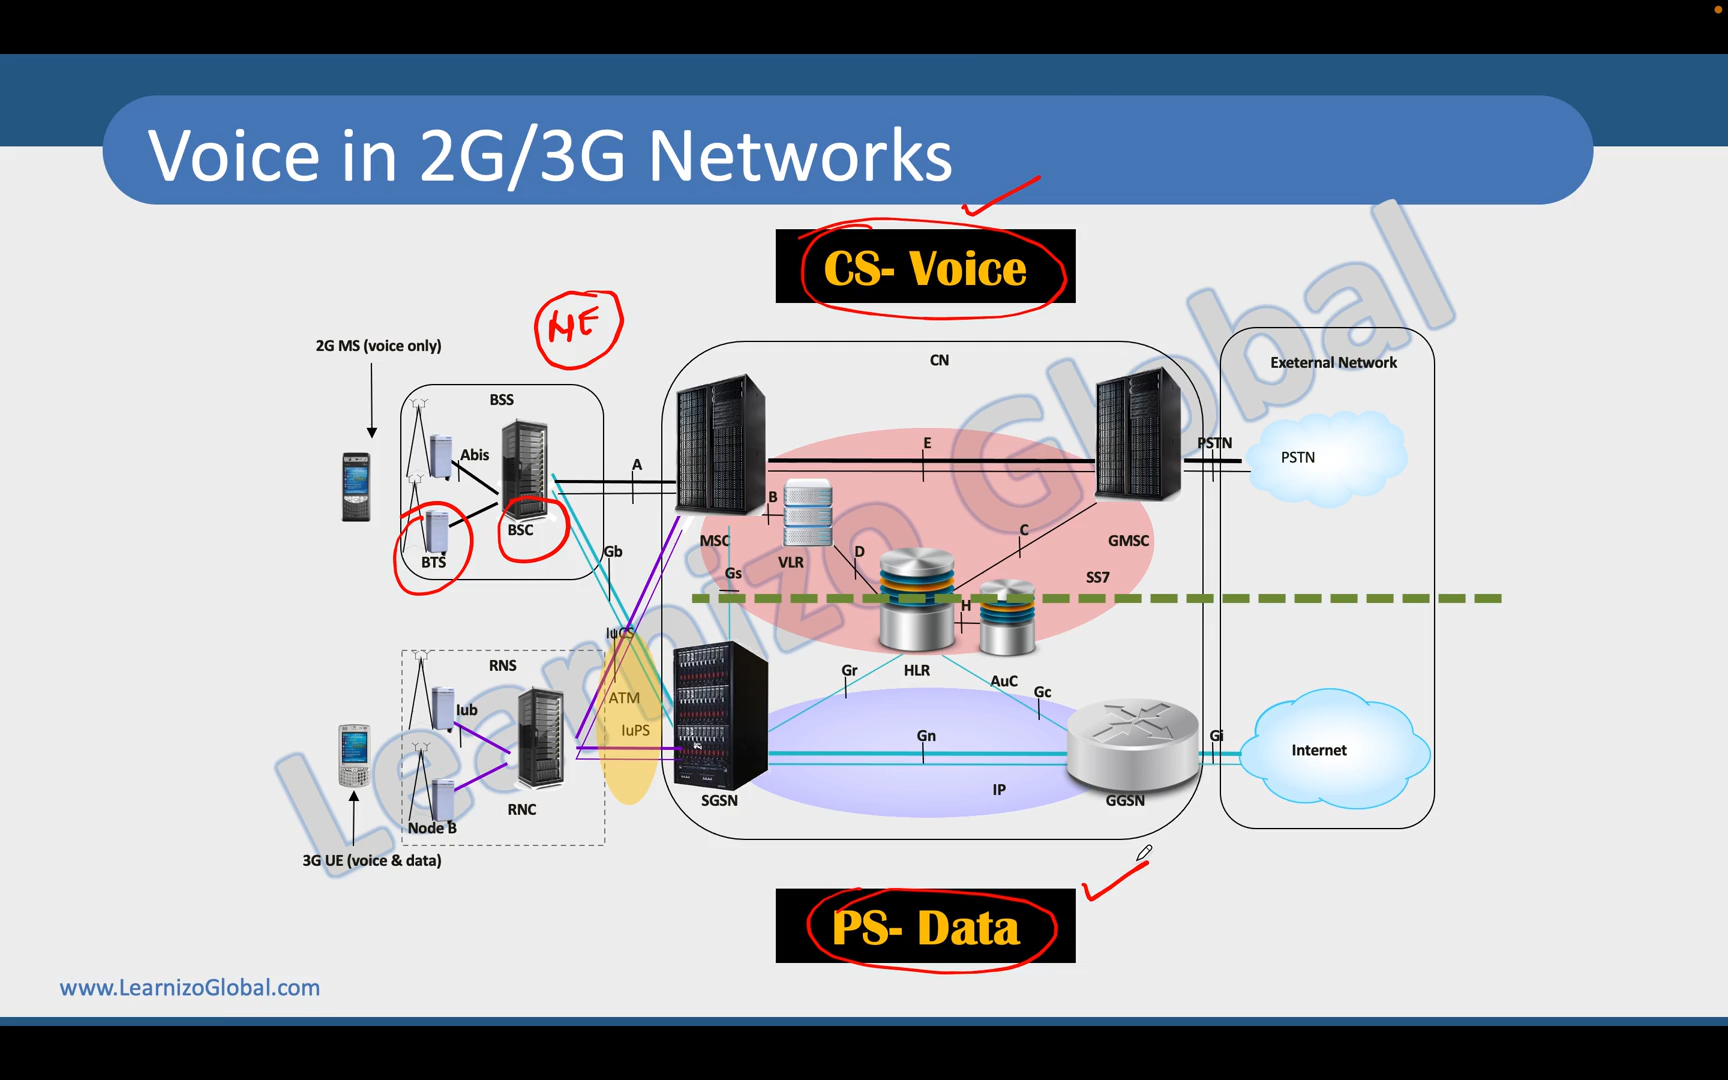 Voice in 2G/3G Networks
CS- Voice
NE
2G MS (voice only)
CN
Exeternal Network
BSS
E
PSTN
PSTN
Abis
A
B
BSC
C
MSC
GMSC
Gb
D
BTS
VLR
Gs
SS7
H
IuCS
RNS
Gr
HLR
AuC
Gc
ATM
Iub
IuPS
Gn
Gi
Internet
IP
SGSN
GGSN
RNC
Node B
3G UE (voice & data)
PS- Data
www.LearnizoGlobal.com
Learnizo Global